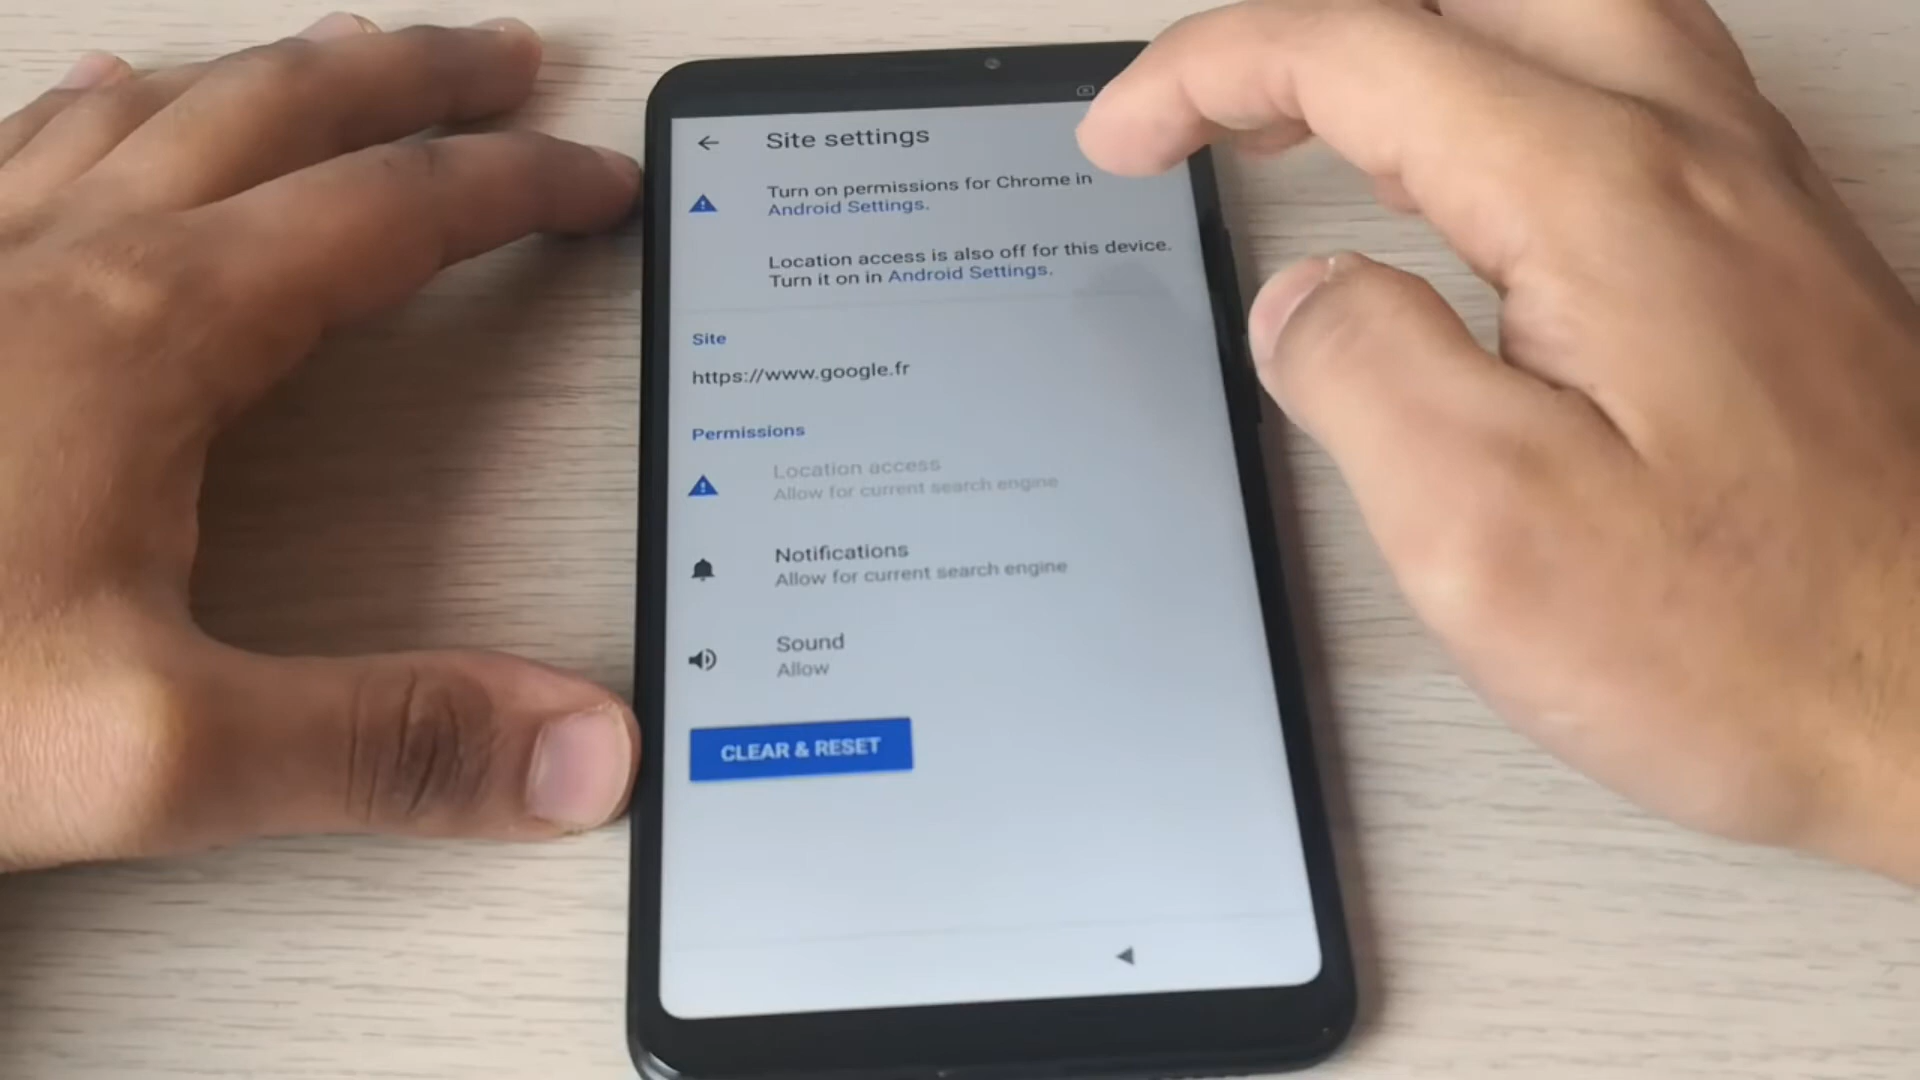 Site settings
Turn on permissions for Chrome in
Android Settings.
Location access is also off for this device.
Turn it on in Android Settings.
Site
https://www.google.fr
Permissions
Location access
Allow for current search engine
Notifications
Allow for current search engine
Sound
Allow
CLEAR & RESET